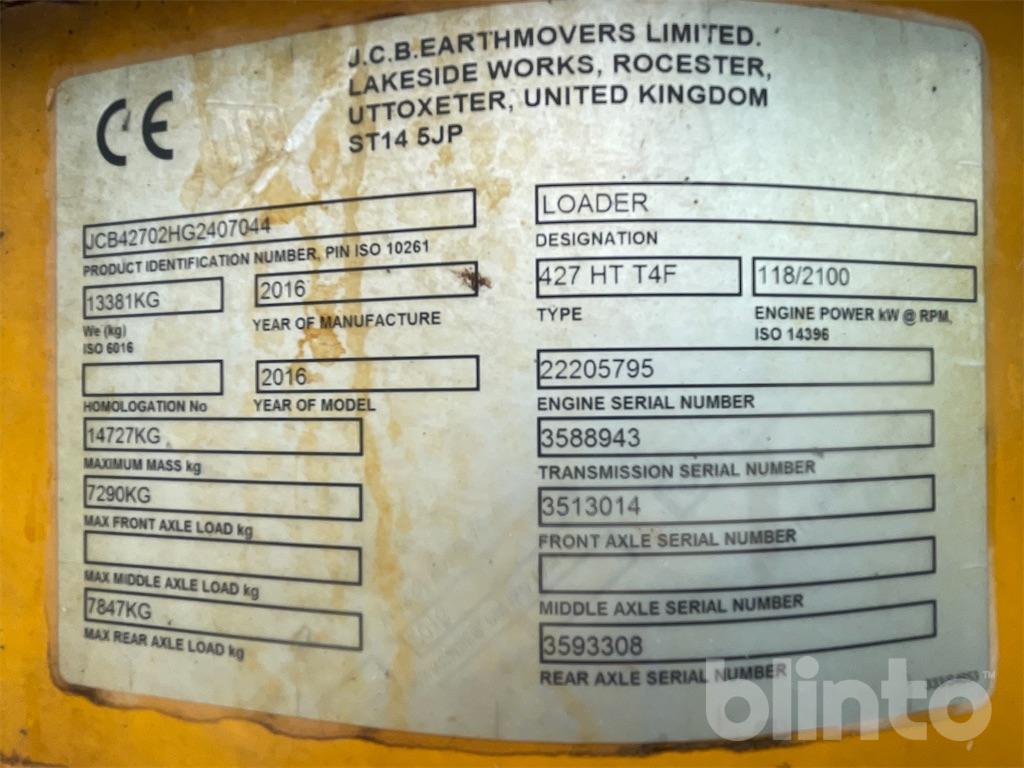 J.C.B.EARTHMOVERS LIMITED.
LAKESIDE WORKS, ROCESTER,
UTTOXETER, UNITED KINGDOM
ST14 5JP
CE
JCB42702HG2407044
PRODUCT IDENTIFICATION NUMBER, PIN ISO 10261
13381KG
We (kg)
ISO 6016
2016
YEAR OF MANUFACTURE
HOMOLOGATION No
2016
YEAR OF MODEL
14727KG
MAXIMUM MASS kg
7290KG
MAX FRONT AXLE LOAD kg
MAX MIDDLE AXLE LOAD kg
7847KG
MAX REAR AXLE LOAD kg
LOADER
DESIGNATION
427 HT T4F
TYPE
118/2100
ENGINE POWER kW @ RPM,
ISO 14396
22205795
ENGINE SERIAL NUMBER
3588943
TRANSMISSION SERIAL NUMBER
3513014
FRONT AXLE SERIAL NUMBER
MIDDLE AXLE SERIAL NUMBER
3593308
REAR AXLE SERIAL NUMBER
blinto™